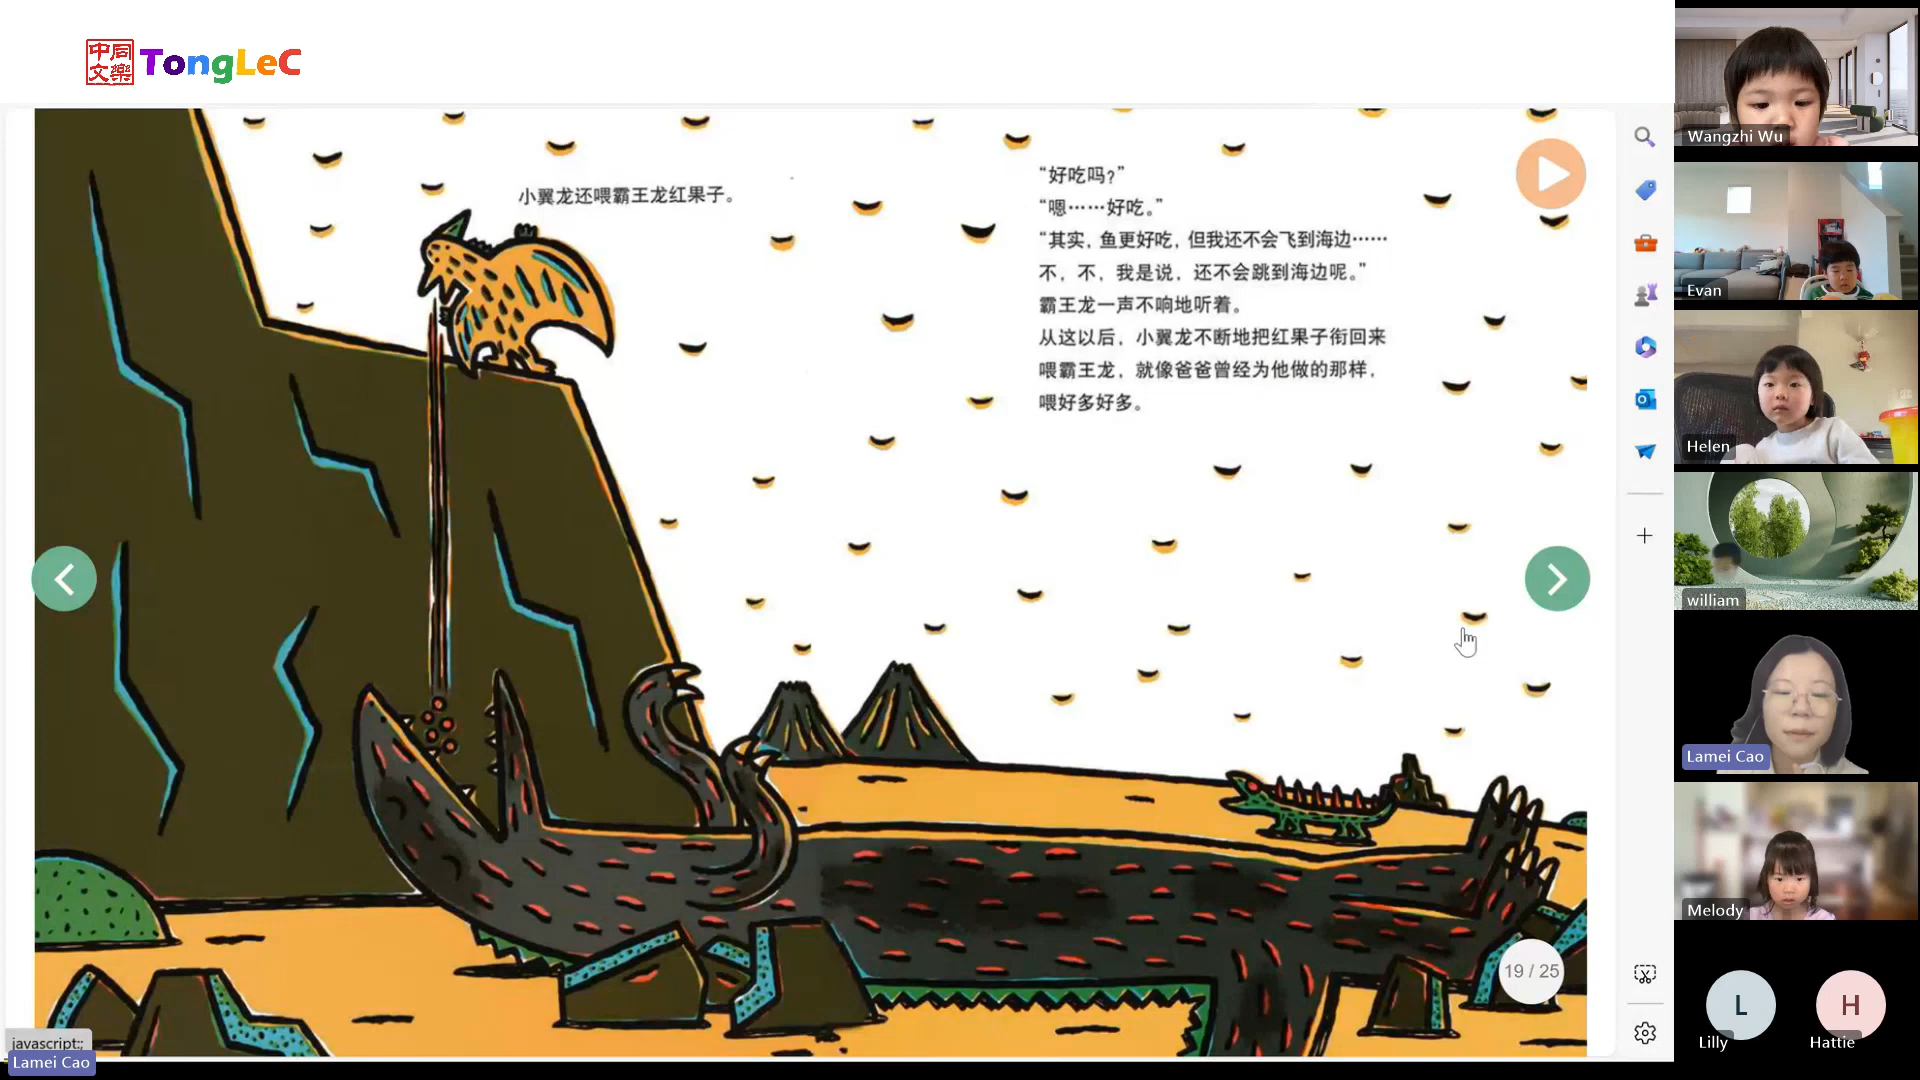 中同
文樂
TongLeC
小翼龙还喂霸王龙红果子。
“好吃吗?”
“嗯……好吃。”
“其实，鱼更好吃，但我还不会飞到海边……
不，不，我是说，还不会跳到海边呢。”
霸王龙一声不响地听着。
从这以后，小翼龙不断地把红果子衔回来
喂霸王龙，就像爸爸曾经为他做的那样，
喂好多好多。
19 / 25
javascript:;
Lamei Cao
Wangzhi Wu
Evan
Helen
william
Lamei Cao
Melody
L
Lilly
H
Hattie